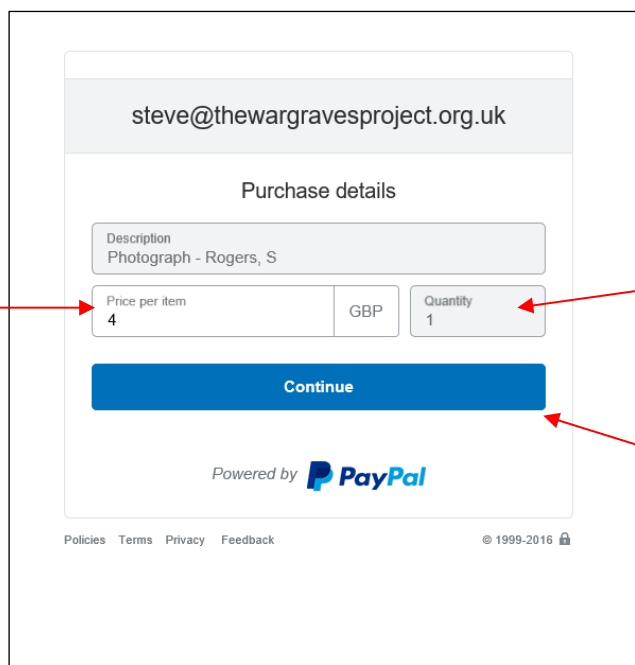 steve@thewargravesproject.org.uk
Purchase details
Description
Photograph - Rogers, S
Price per item
4
GBP
Quantity
1
Continue
Powered by PayPal
Policies Terms Privacy Feedback
© 1999-2016